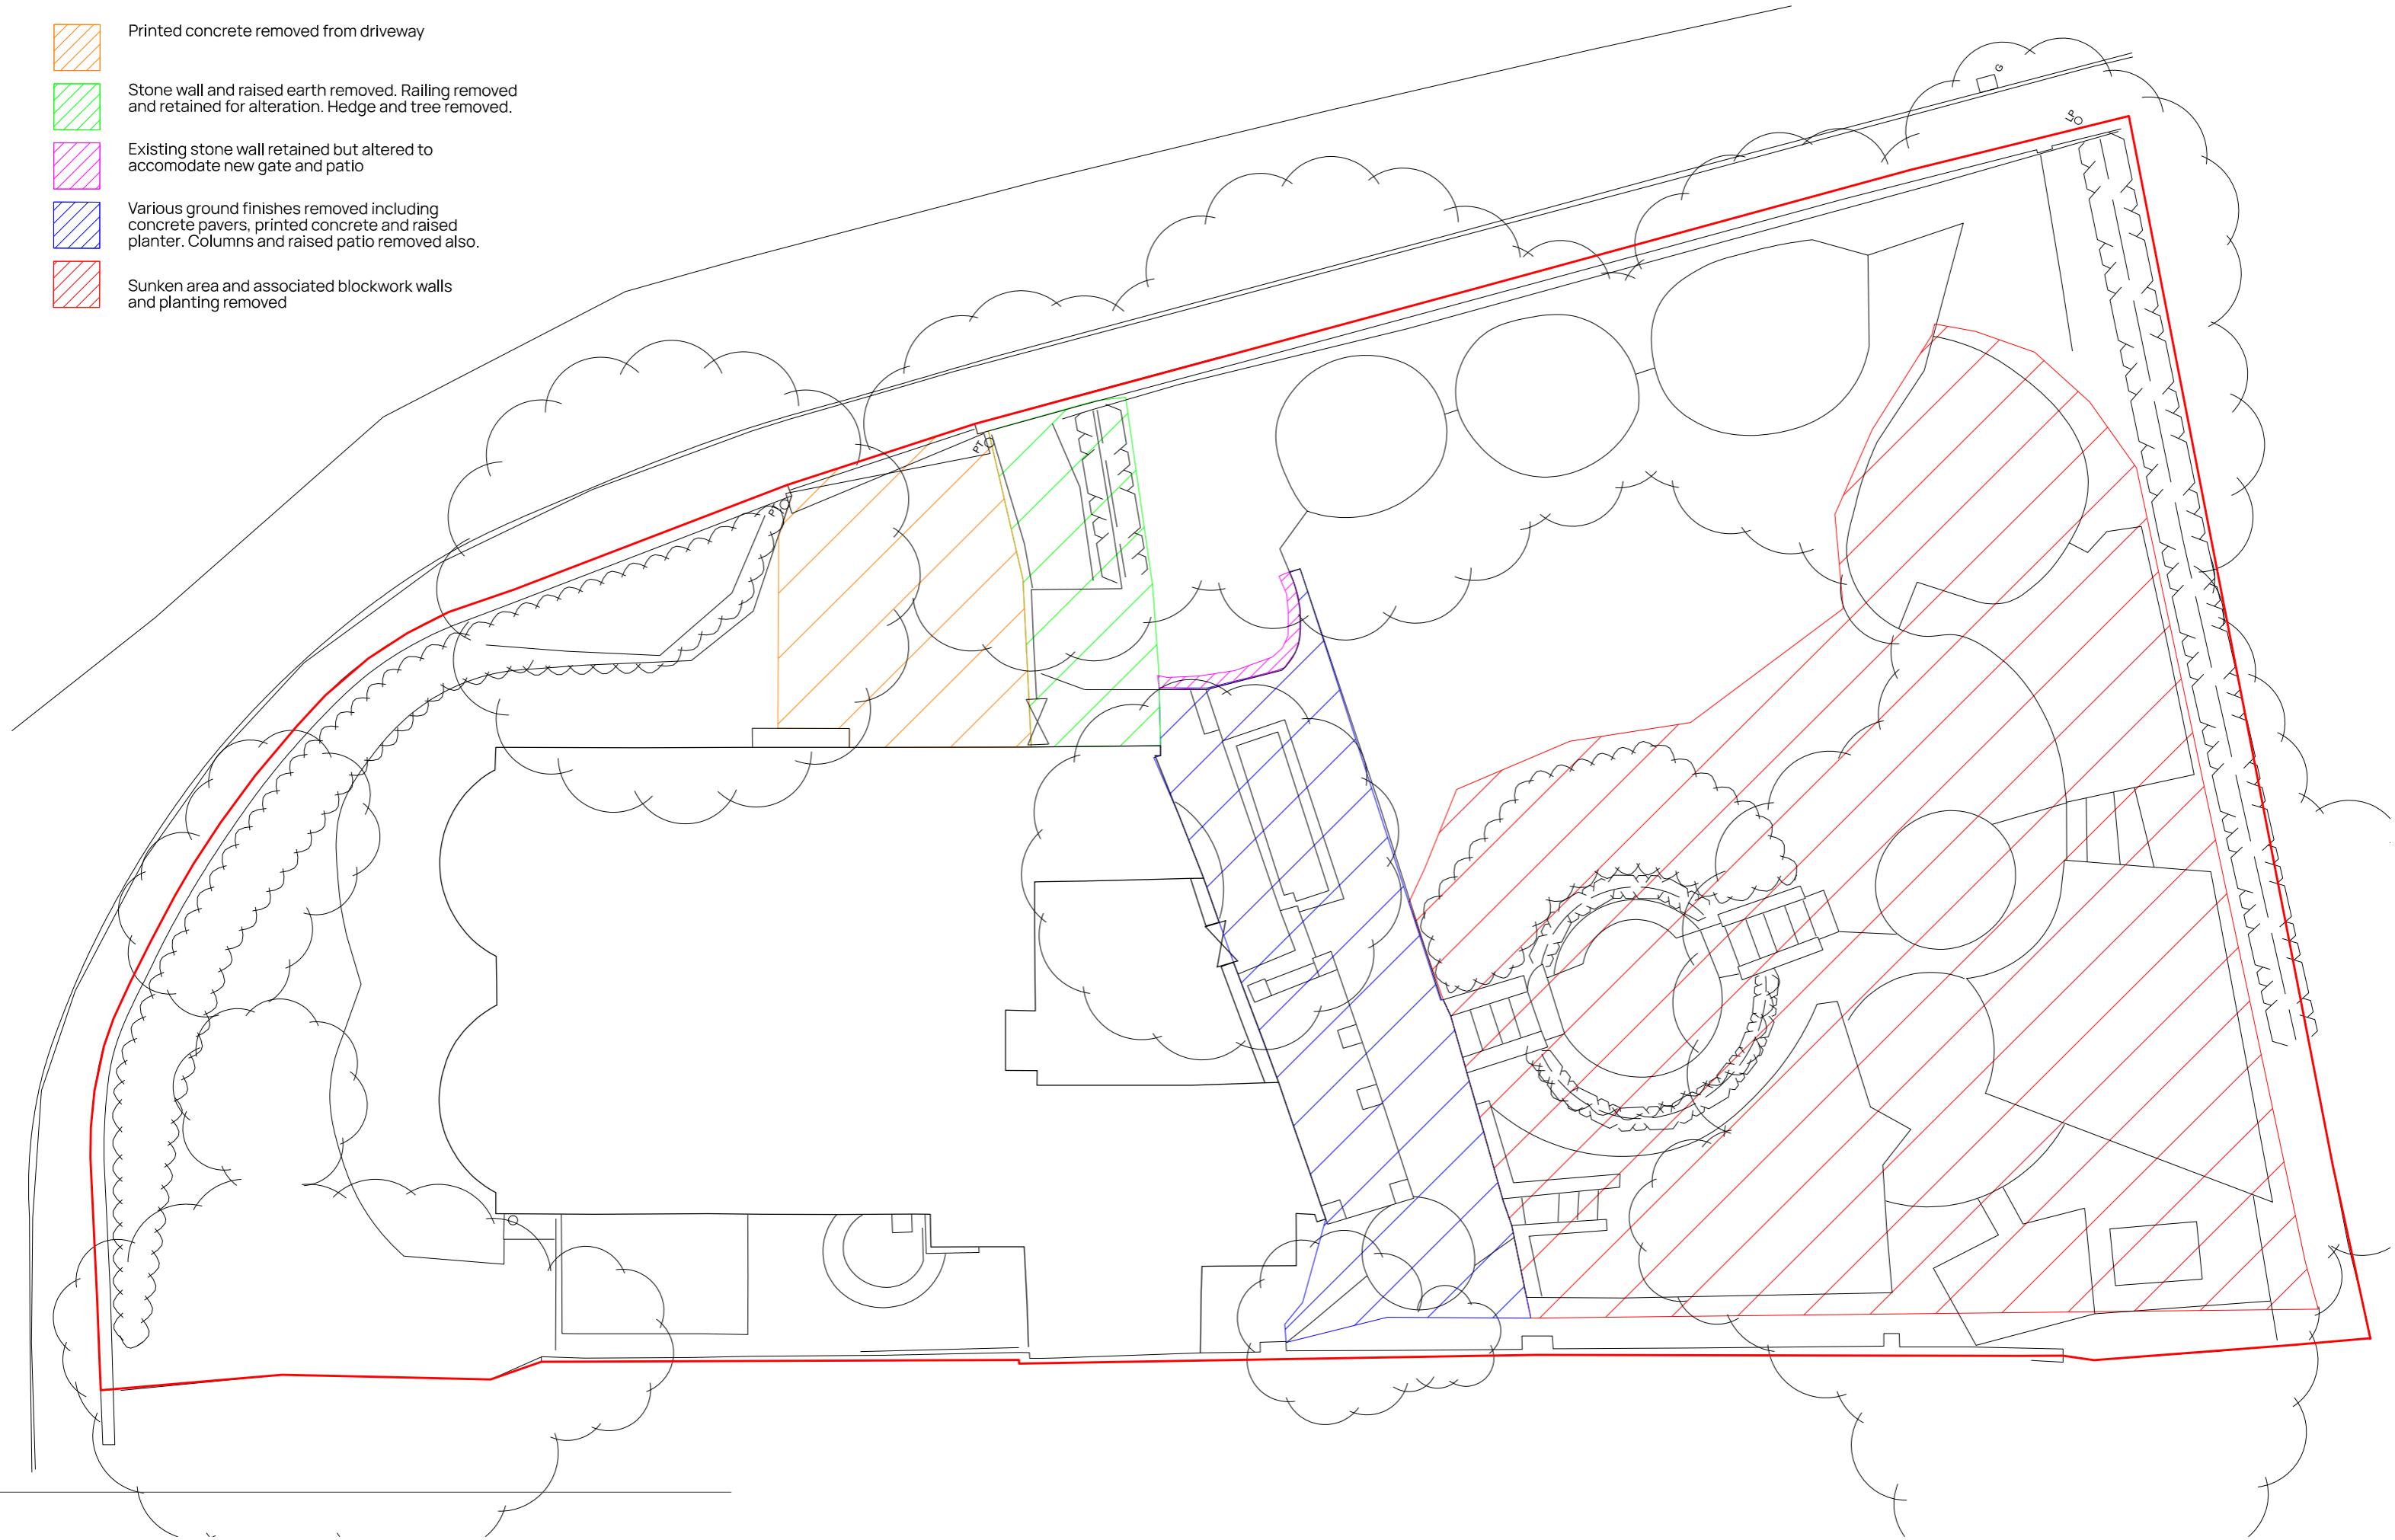 Printed concrete removed from driveway
Stone wall and raised earth removed. Railing removed
and retained for alteration. Hedge and tree removed.
Existing stone wall retained but altered to
accomodate new gate and patio
Various ground finishes removed including
concrete pavers, printed concrete and raised
planter. Columns and raised patio removed also.
Sunken area and associated blockwork walls
and planting removed
G
LP
PT
PT